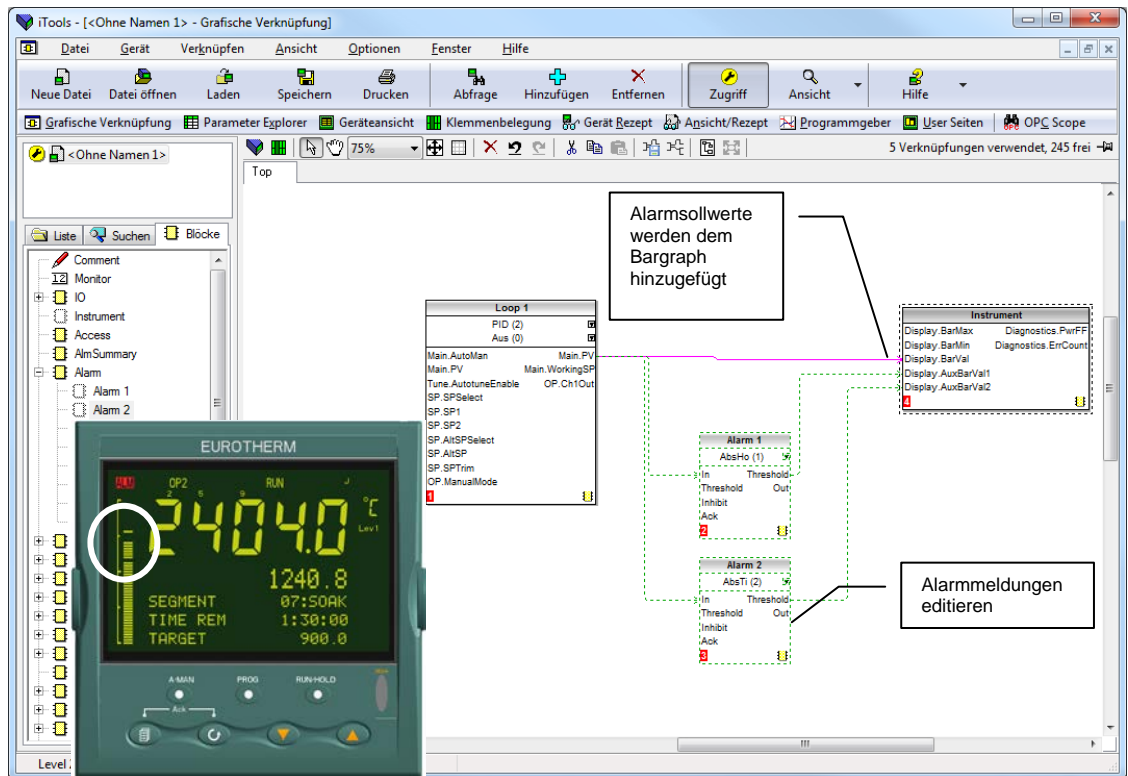 iTools - [<Ohne Namen 1> - Grafische Verknüpfung]
Datei Gerät Verknüpfen Ansicht Optionen Fenster Hilfe
Neue Datei Datei öffnen Laden Speichern Drucken Abfrage Hinzufügen Entfernen Zugriff Ansicht Hilfe
Grafische Verknüpfung Parameter Explorer Geräteansicht Klemmenbelegung Gerät Rezept Ansicht/Rezept Programmgeber User Seiten OPC Scope
<Ohne Namen 1>
75%
5 Verknüpfungen verwendet, 245 frei
Top
Liste Suchen Blöcke
Comment
12 Monitor
IO
Instrument
Access
AlmSummary
Alarm
Alarm 1
Alarm 2
Alarmsollwerte
werden dem
Bargraph
hinzugefügt
Loop 1
PID (2)
Aus (0)
Main.AutoMan Main.PV
Main.PV Main.WorkingSP
Tune.AutotuneEnable OP.Ch1Out
SP.SPSelect
SP.SP1
SP.SP2
SP.AltSPSelect
SP.AltSP
SP.SPTrim
OP.ManualMode
1
Instrument
Display.BarMax Diagnostics.PwrFF
Display.BarMin Diagnostics.ErrCount
Display.BarVal
Display.AuxBarVal1
Display.AuxBarVal2
4
Alarm 1
AbsHo (1)
In Threshold
Threshold Out
Inhibit
Ack
2
Alarm 2
AbsTi (2)
In Threshold
Threshold Out
Inhibit
Ack
3
Alarmmeldungen
editieren
EUROTHERM
ALM OP2 RUN
2 5 9
2404.0 °C
Lev1
1240.8
SEGMENT 07:SOAK
TIME REM 1:30:00
TARGET 900.0
A-MAN PROG RUN-HOLD
Ack
Level